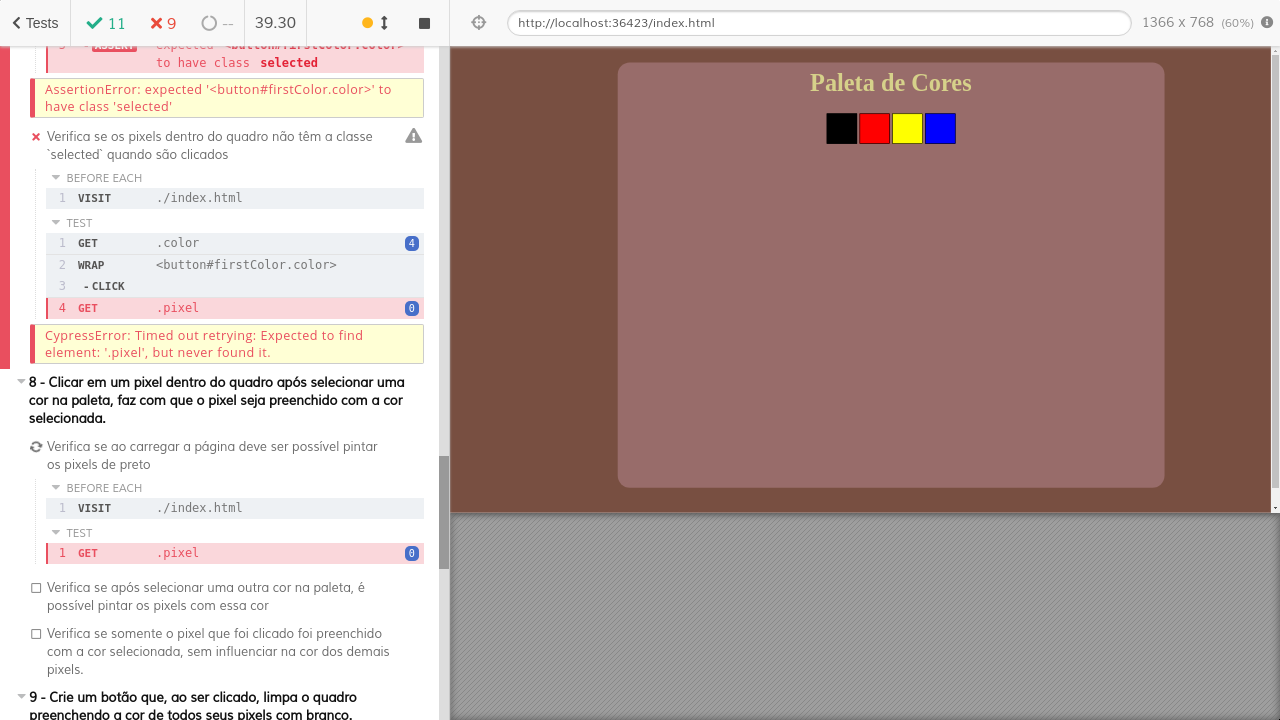 Tests
11
9
--
39.30
http://localhost:36423/index.html
1366 x 768 (60%)
3 - ASSERT expected <button#firstColor.color>
to have class selected
AssertionError: expected '<button#firstColor.color>' to
have class 'selected'
Verifica se os pixels dentro do quadro não têm a classe
`selected` quando são clicados
BEFORE EACH
1 VISIT ./index.html
TEST
1 GET .color 4
2 WRAP <button#firstColor.color>
3 - CLICK
4 GET .pixel 0
CypressError: Timed out retrying: Expected to find
element: '.pixel', but never found it.
8 - Clicar em um pixel dentro do quadro após selecionar uma
cor na paleta, faz com que o pixel seja preenchido com a cor
selecionada.
Verifica se ao carregar a página deve ser possível pintar
os pixels de preto
BEFORE EACH
1 VISIT ./index.html
TEST
1 GET .pixel 0
Verifica se após selecionar uma outra cor na paleta, é
possível pintar os pixels com essa cor
Verifica se somente o pixel que foi clicado foi preenchido
com a cor selecionada, sem influenciar na cor dos demais
pixels.
9 - Crie um botão que, ao ser clicado, limpa o quadro
preenchendo a cor de todos seus pixels com branco.
Paleta de Cores